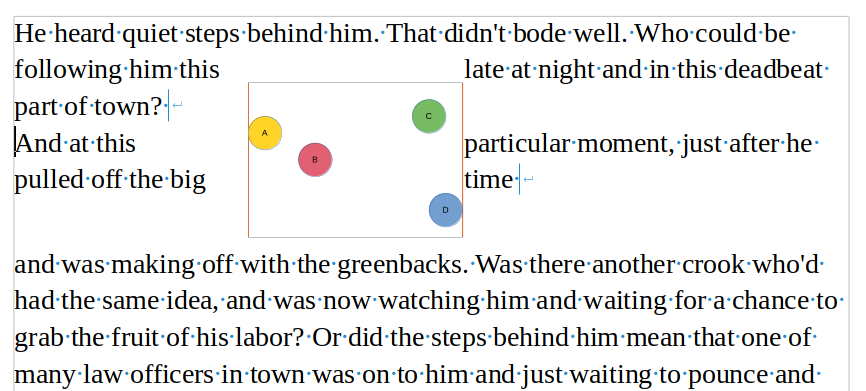 He heard quiet steps behind him. That didn't bode well. Who could be
following him this late at night and in this deadbeat
part of town?
And at this particular moment, just after he
pulled off the big time
A
B
C
D
and was making off with the greenbacks. Was there another crook who'd
had the same idea, and was now watching him and waiting for a chance to
grab the fruit of his labor? Or did the steps behind him mean that one of
many law officers in town was on to him and just waiting to pounce and